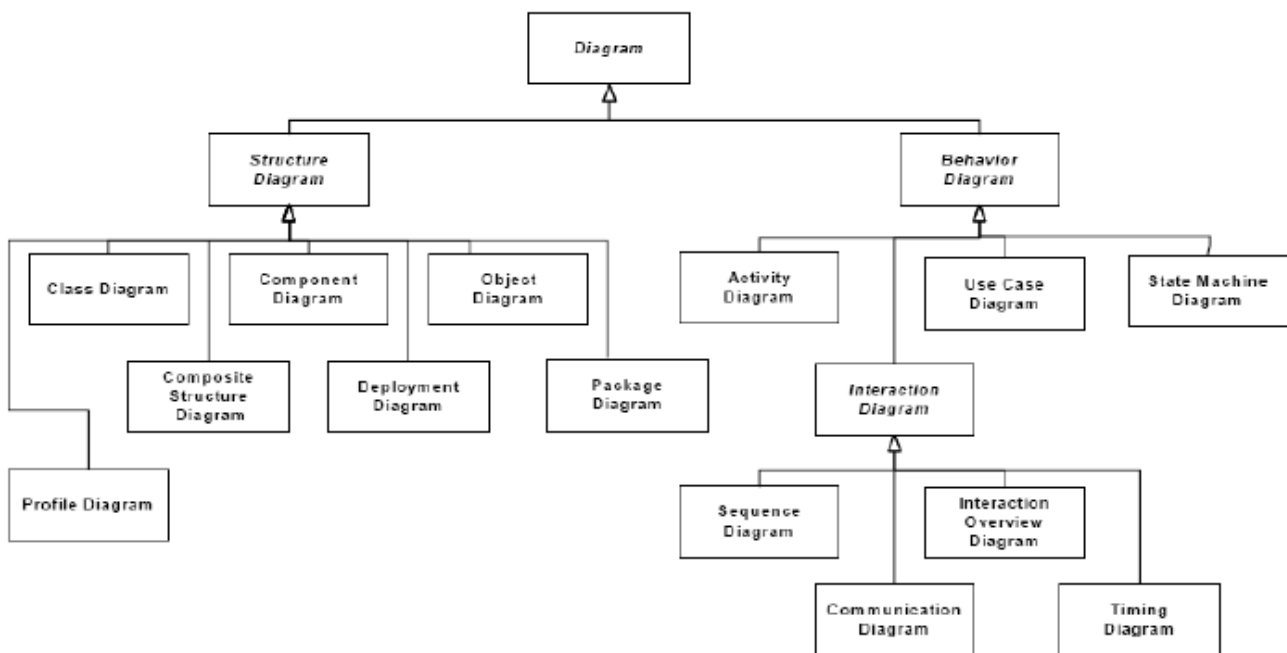 Diagram
Structure
Diagram
Behavior
Diagram
Class Diagram
Component
Diagram
Object
Diagram
Activity
Diagram
Use Case
Diagram
State Machine
Diagram
Composite
Structure
Diagram
Deployment
Diagram
Package
Diagram
Interaction
Diagram
Profile Diagram
Sequence
Diagram
Interaction
Overview
Diagram
Communication
Diagram
Timing
Diagram